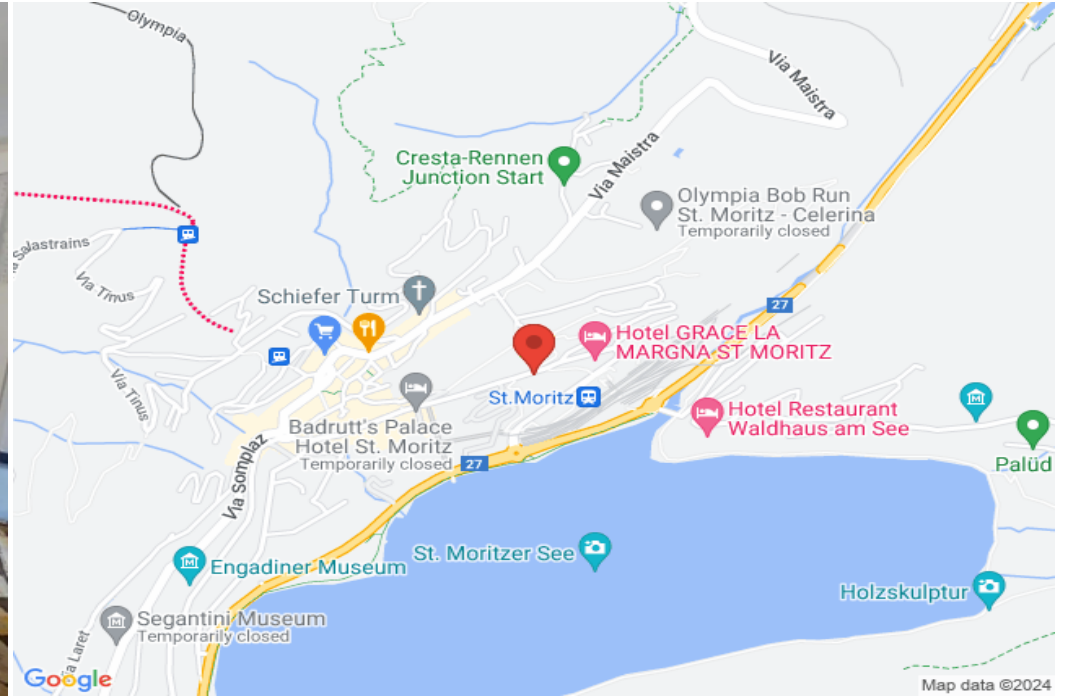 Olympia
Via Maistra
Cresta-Rennen
Junction Start
Via Maistra
Olympia Bob Run
St. Moritz - Celerina
Temporarily closed
Salastrains
Via Tinus
Schiefer Turm
27
Hotel GRACE LA
MARGNA ST MORITZ
St.Moritz
Via Tinus
Badrutt's Palace
Hotel St. Moritz
Temporarily closed
Hotel Restaurant
Waldhaus am See
Palüd
27
Via Somplaz
St. Moritzer See
Engadiner Museum
Holzskulptur
Segantini Museum
Temporarily closed
Laret
Google
Map data ©2024